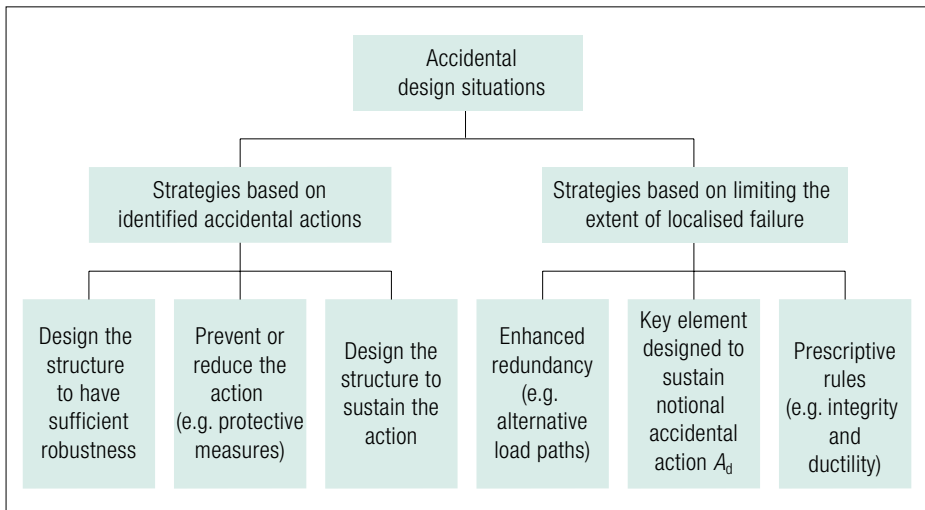 Accidental
design situations
Strategies based on
identified accidental actions
Strategies based on limiting the
extent of localised failure
Design the
structure
to have
sufficient
robustness
Prevent or
reduce the
action
(e.g. protective
measures)
Design the
structure to
sustain the
action
Enhanced
redundancy
(e.g.
alternative
load paths)
Key element
designed to
sustain
notional
accidental
action Ad
Prescriptive
rules
(e.g. integrity
and
ductility)